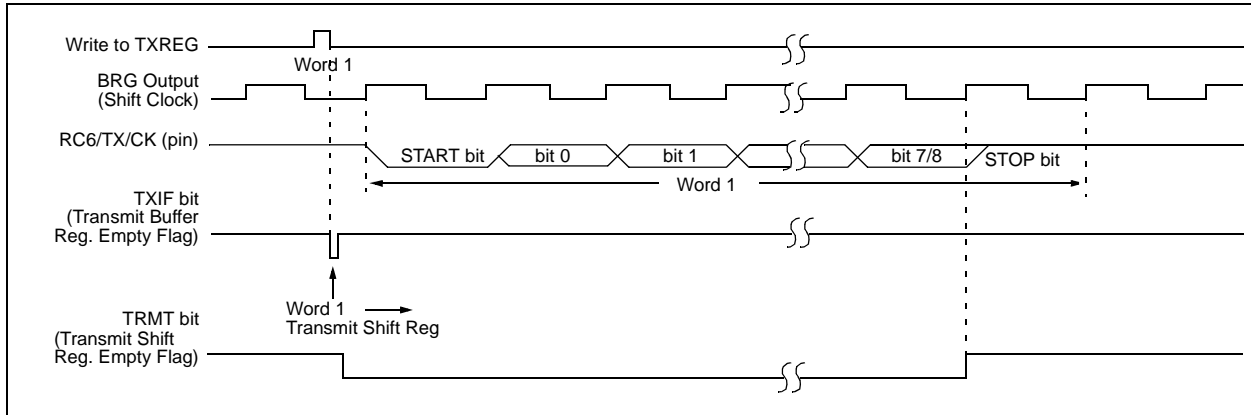 Write to TXREG
Word 1
BRG Output
(Shift Clock)
RC6/TX/CK (pin)
START bit
bit 0
bit 1
bit 7/8
STOP bit
Word 1
TXIF bit
(Transmit Buffer
Reg. Empty Flag)
Word 1
Transmit Shift Reg
TRMT bit
(Transmit Shift
Reg. Empty Flag)